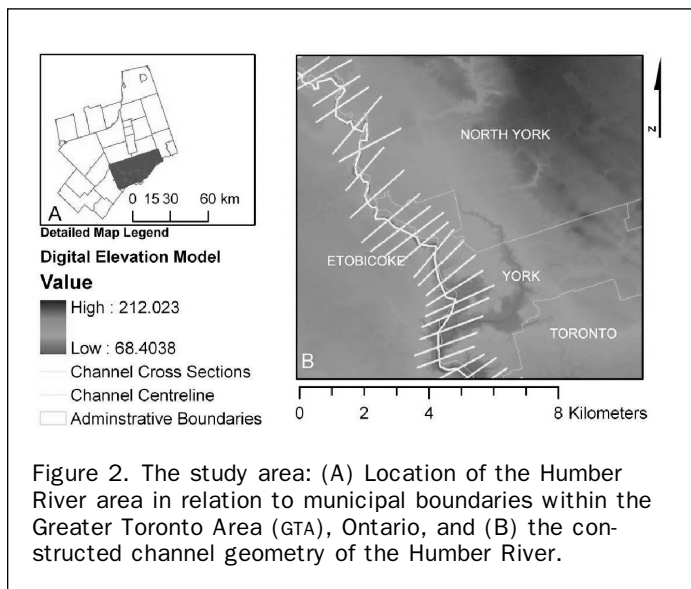 A
0 15 30 60 km
Detailed Map Legend
Digital Elevation Model
Value
High : 212.023
Low : 68.4038
Channel Cross Sections
Channel Centreline
Adminstrative Boundaries
N
NORTH YORK
ETOBICOKE
YORK
TORONTO
B
0 2 4 8 Kilometers
Figure 2. The study area: (A) Location of the Humber
River area in relation to municipal boundaries within the
Greater Toronto Area (GTA), Ontario, and (B) the con-
structed channel geometry of the Humber River.